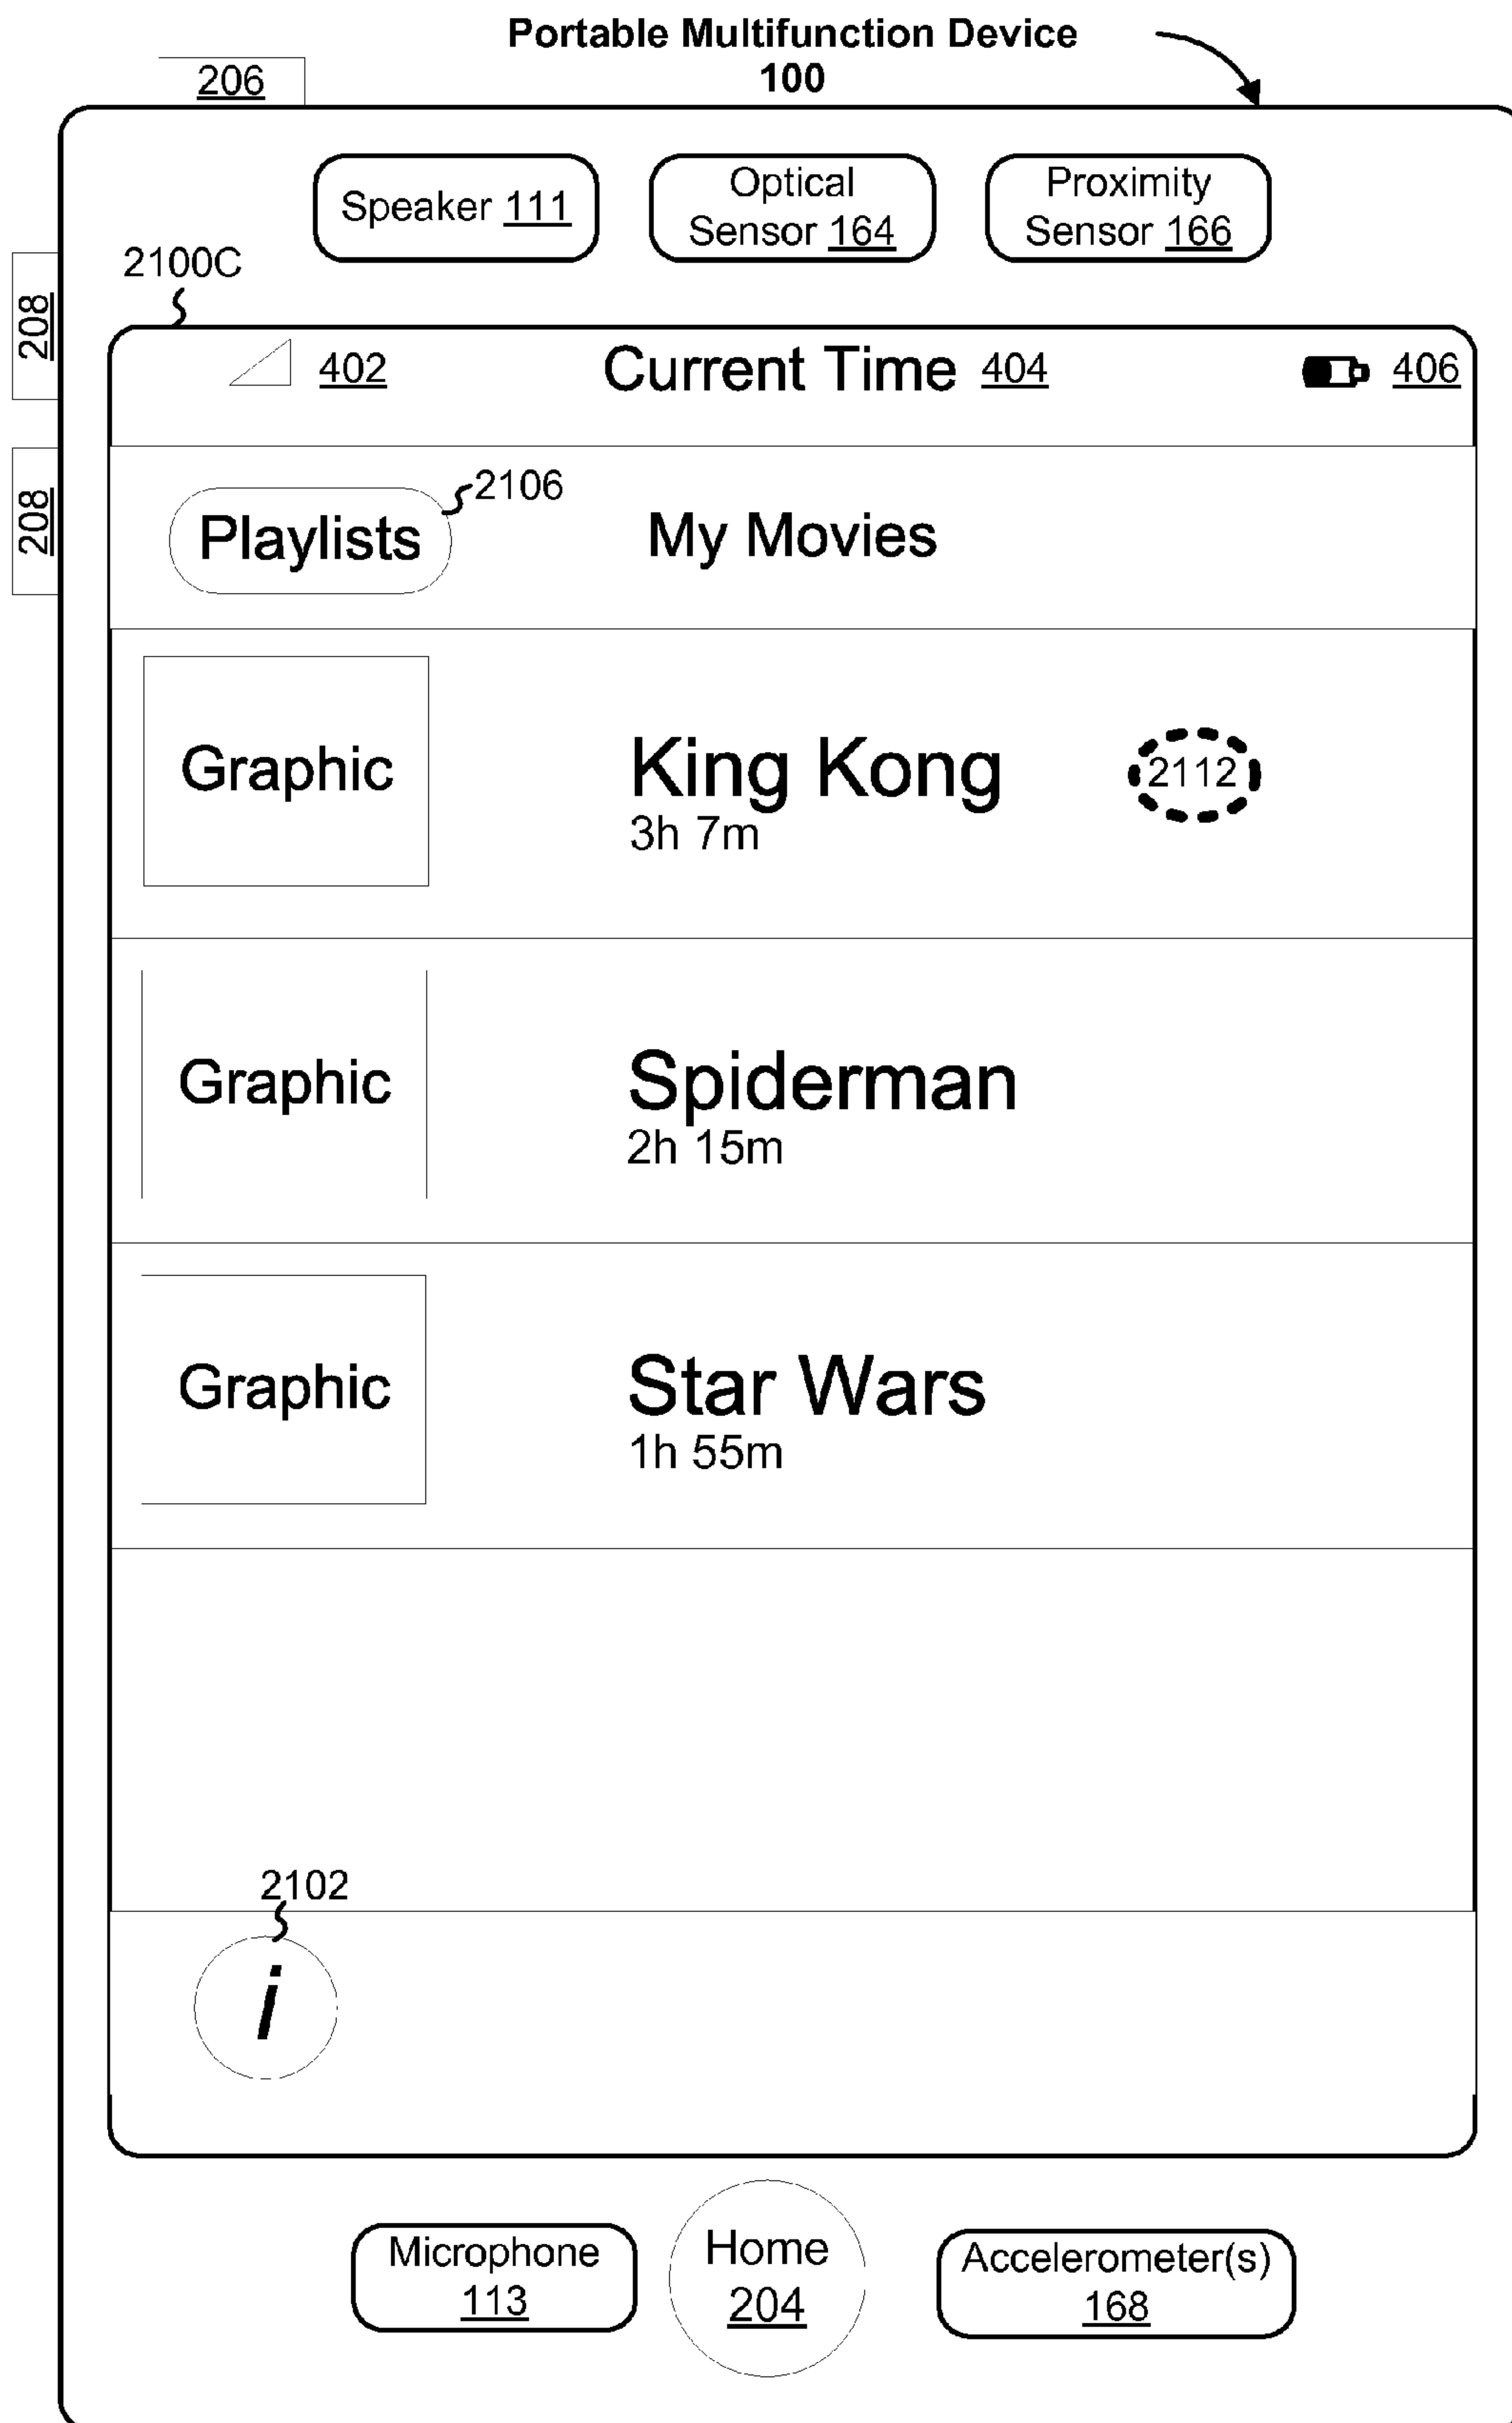 Portable Multifunction Device
100
206
Speaker 111
Optical
Sensor 164
Proximity
Sensor 166
2100C
208
402
Current Time 404
406
208
Playlists
2106
My Movies
Graphic
King Kong
3h 7m
2112
Graphic
Spiderman
2h 15m
Graphic
Star Wars
1h 55m
2102
i
Microphone
113
Home
204
Accelerometer(s)
168